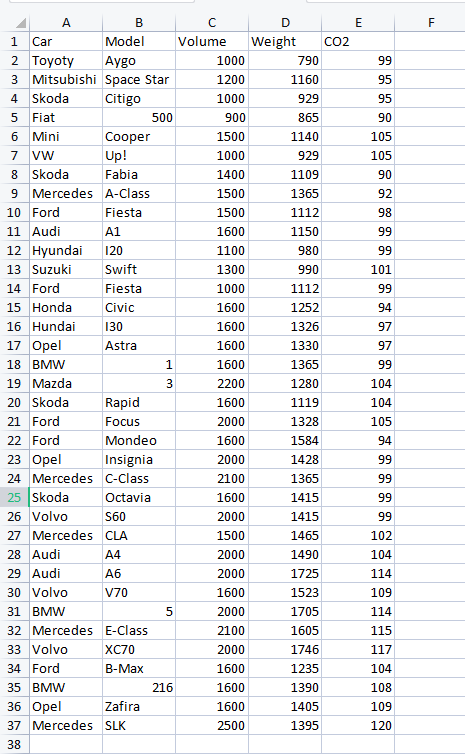 A B C D E F
1 Car Model Volume Weight CO2
2 Toyoty Aygo 1000 790 99
3 Mitsubishi Space Star 1200 1160 95
4 Skoda Citigo 1000 929 95
5 Fiat 500 900 865 90
6 Mini Cooper 1500 1140 105
7 VW Up! 1000 929 105
8 Skoda Fabia 1400 1109 90
9 Mercedes A-Class 1500 1365 92
10 Ford Fiesta 1500 1112 98
11 Audi A1 1600 1150 99
12 Hyundai I20 1100 980 99
13 Suzuki Swift 1300 990 101
14 Ford Fiesta 1000 1112 99
15 Honda Civic 1600 1252 94
16 Hundai I30 1600 1326 97
17 Opel Astra 1600 1330 97
18 BMW 1 1600 1365 99
19 Mazda 3 2200 1280 104
20 Skoda Rapid 1600 1119 104
21 Ford Focus 2000 1328 105
22 Ford Mondeo 1600 1584 94
23 Opel Insignia 2000 1428 99
24 Mercedes C-Class 2100 1365 99
25 Skoda Octavia 1600 1415 99
26 Volvo S60 2000 1415 99
27 Mercedes CLA 1500 1465 102
28 Audi A4 2000 1490 104
29 Audi A6 2000 1725 114
30 Volvo V70 1600 1523 109
31 BMW 5 2000 1705 114
32 Mercedes E-Class 2100 1605 115
33 Volvo XC70 2000 1746 117
34 Ford B-Max 1600 1235 104
35 BMW 216 1600 1390 108
36 Opel Zafira 1600 1405 109
37 Mercedes SLK 2500 1395 120
38